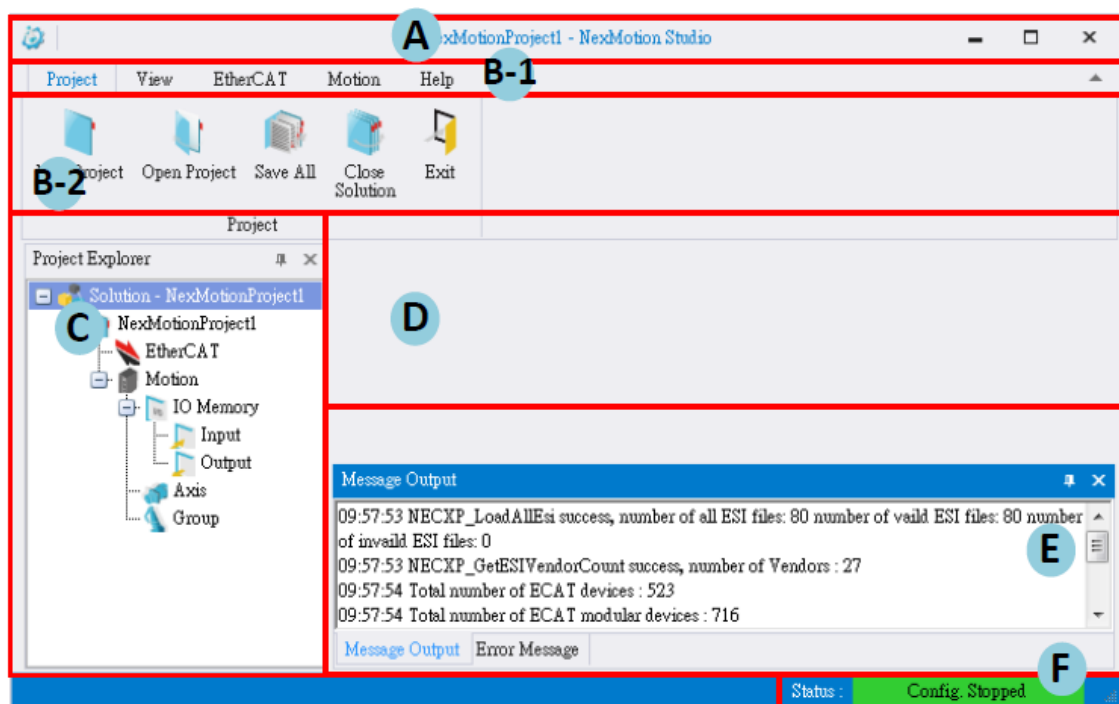 A
exMotionProject1 - NexMotion Studio
Project View EtherCAT Motion Help B-1
B-2
Project Open Project Save All Close Solution Exit
Project
Project Explorer
Solution - NexMotionProject1
C
NexMotionProject1
EtherCAT
Motion
IO Memory
Input
Output
Axis
Group
D
Message Output
09:57:53 NECXP_LoadAllEsi success, number of all ESI files: 80 number of vaild ESI files: 80 number
of invaild ESI files: 0
09:57:53 NECXP_GetESIVendorCount success, number of Vendors : 27
09:57:54 Total number of ECAT devices : 523
09:57:54 Total number of ECAT modular devices : 716
E
Message Output Error Message
F
Status : Config. Stopped